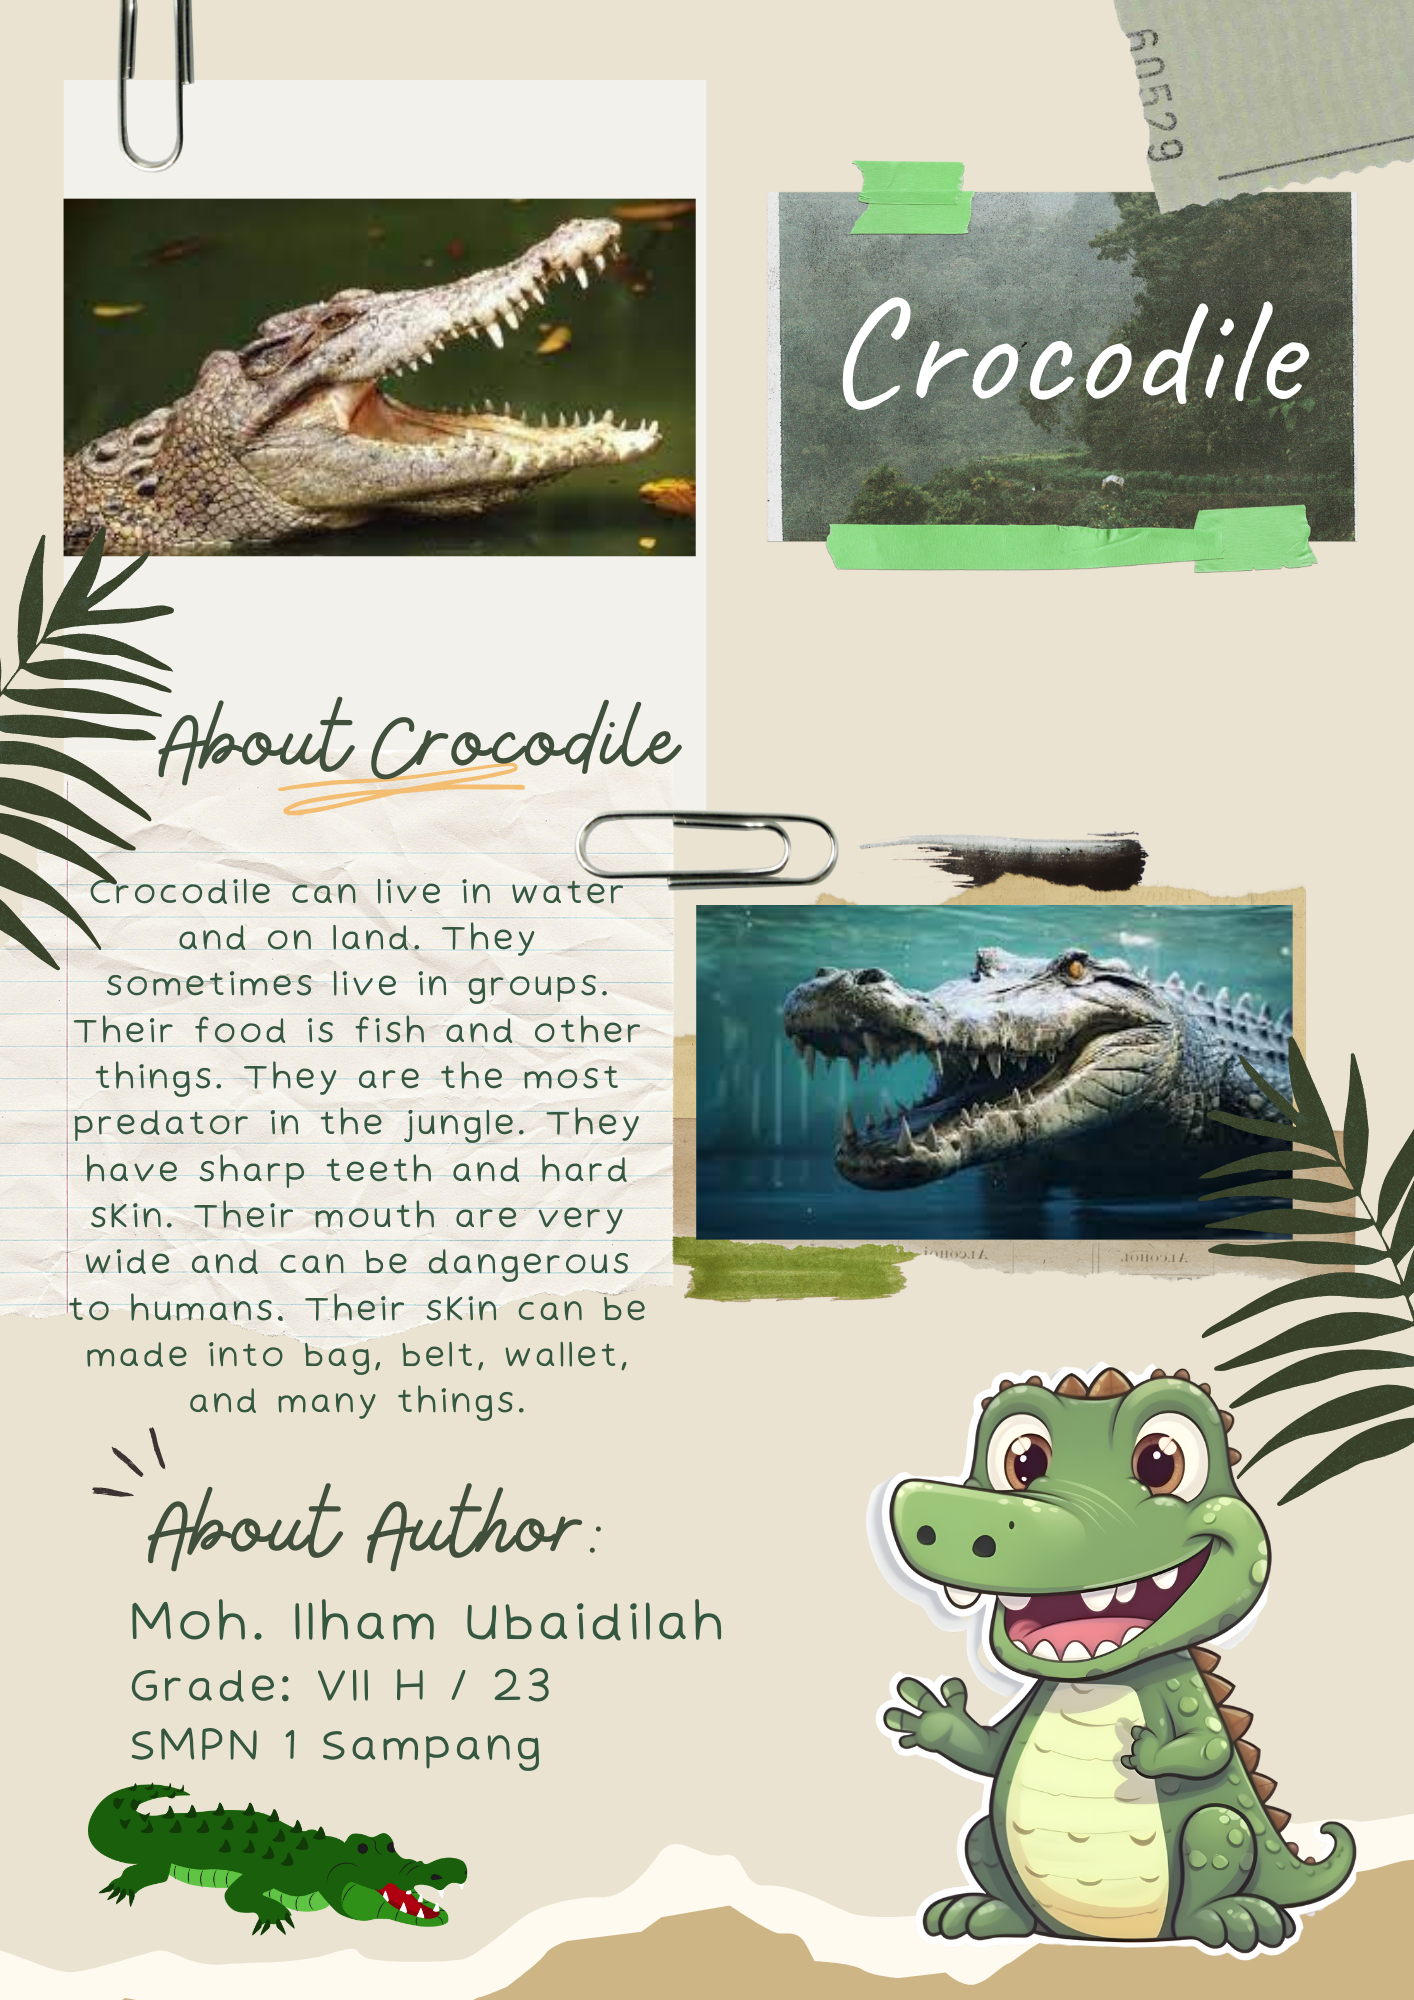 60529
Crocodile
About Crocodile
Crocodile can live in water
and on land. They
sometimes live in groups.
Their food is fish and other
things. They are the most
predator in the jungle. They
have sharp teeth and hard
skin. Their mouth are very
wide and can be dangerous
to humans. Their skin can be
made into bag, belt, wallet,
and many things.
ALCOHOL
About Author:
Moh. Ilham Ubaidilah
Grade: VII H / 23
SMPN 1 Sampang